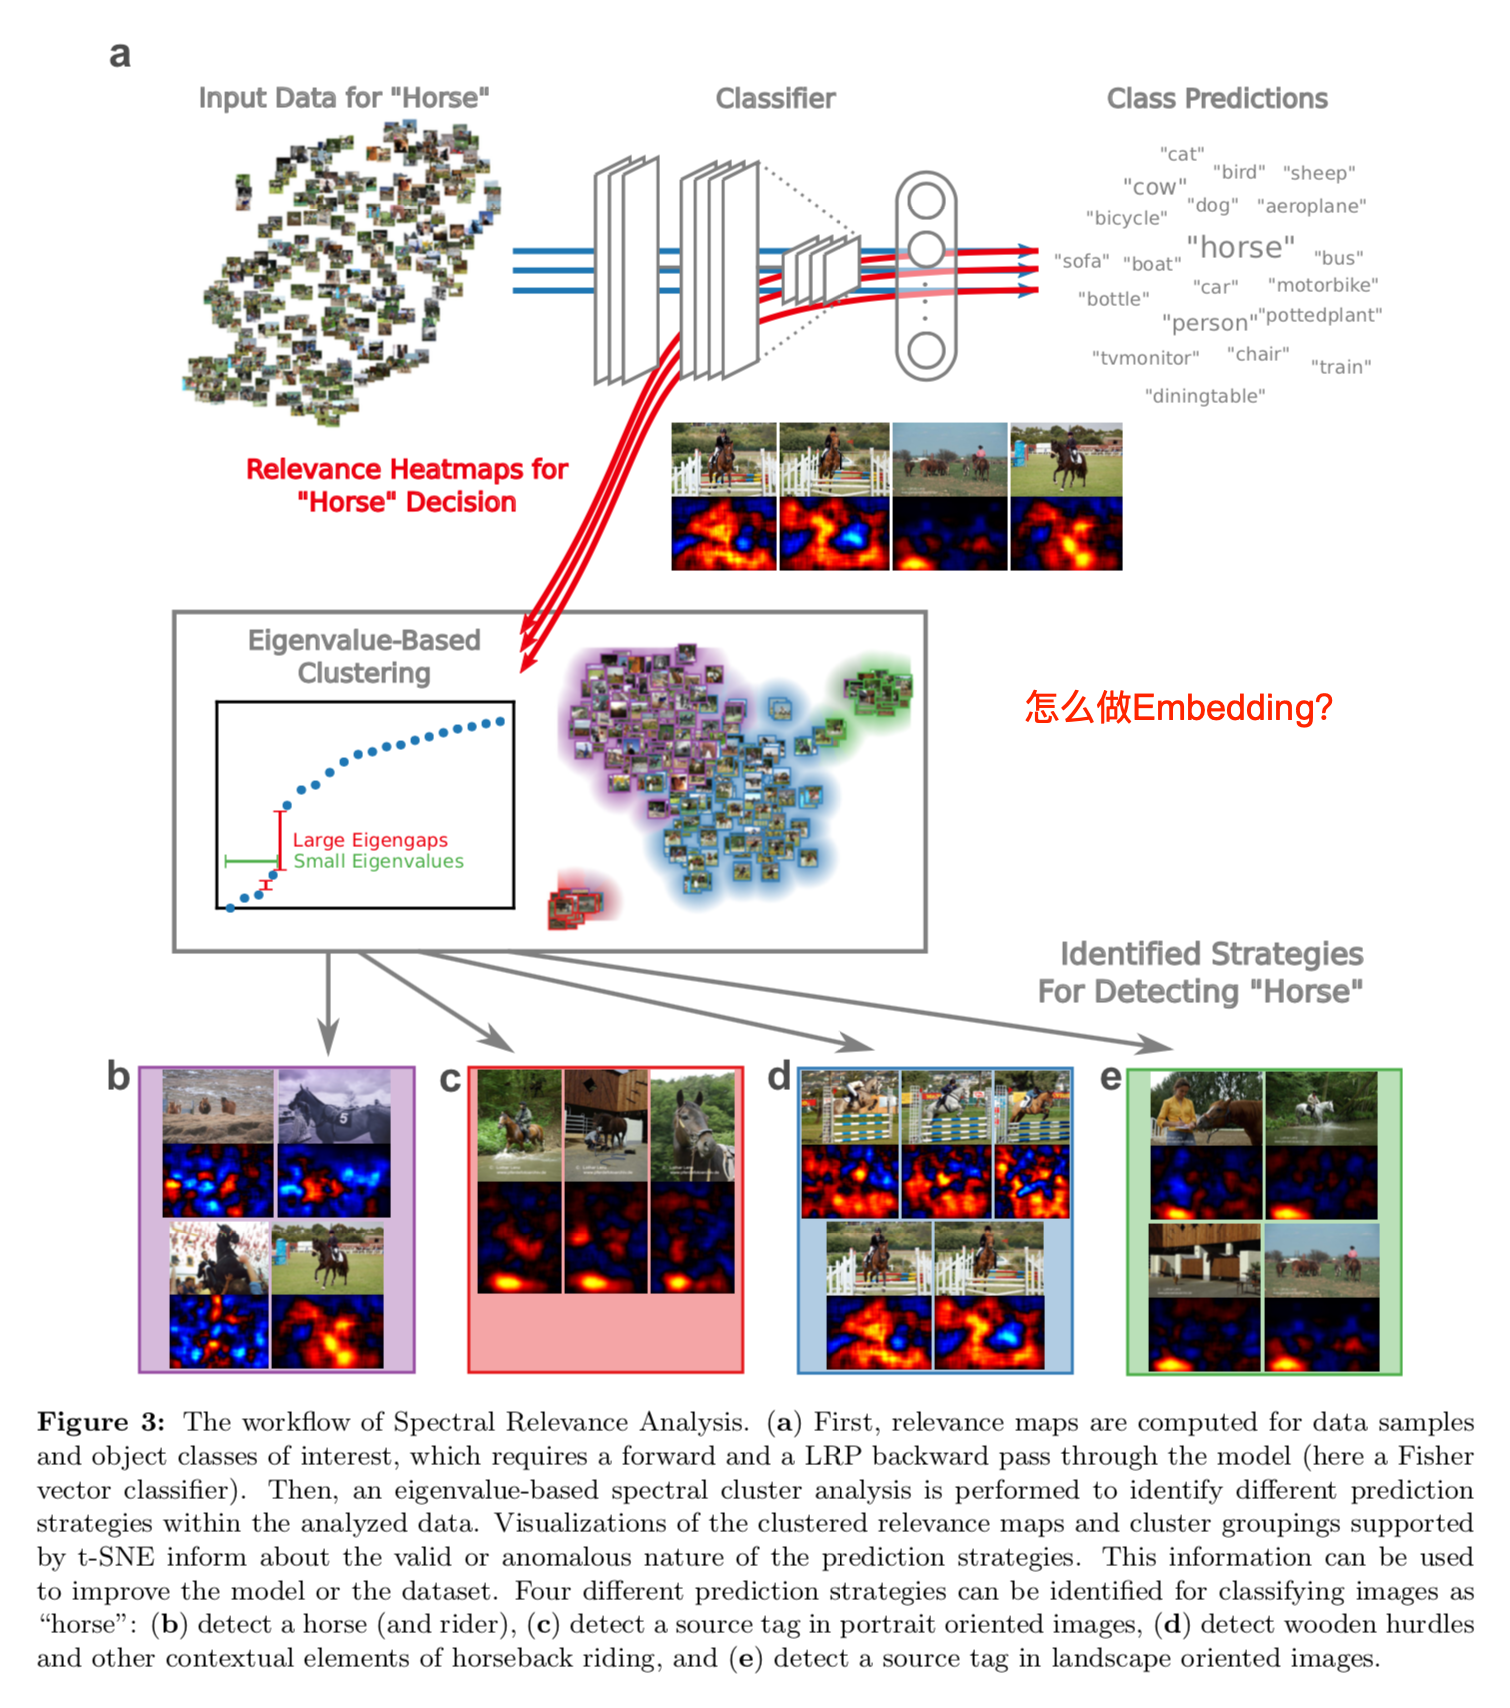 a
Input Data for "Horse"
Classifier
Class Predictions
"cat"
"bird" "sheep"
"cow"
"dog" "aeroplane"
"bicycle"
"horse"
"sofa" "boat" "bus"
"car" "motorbike"
"bottle"
"person" "pottedplant"
"tvmonitor" "chair"
"train"
"diningtable"
Relevance Heatmaps for
"Horse" Decision
Eigenvalue-Based
Clustering
Large Eigengaps
Small Eigenvalues
怎么做Embedding?
Identified Strategies
For Detecting "Horse"
b
5
c
d
e
Figure 3: The workflow of Spectral Relevance Analysis. (a) First, relevance maps are computed for data samples
and object classes of interest, which requires a forward and a LRP backward pass through the model (here a Fisher
vector classifier). Then, an eigenvalue-based spectral cluster analysis is performed to identify different prediction
strategies within the analyzed data. Visualizations of the clustered relevance maps and cluster groupings supported
by t-SNE inform about the valid or anomalous nature of the prediction strategies. This information can be used
to improve the model or the dataset. Four different prediction strategies can be identified for classifying images as
“horse”: (b) detect a horse (and rider), (c) detect a source tag in portrait oriented images, (d) detect wooden hurdles
and other contextual elements of horseback riding, and (e) detect a source tag in landscape oriented images.